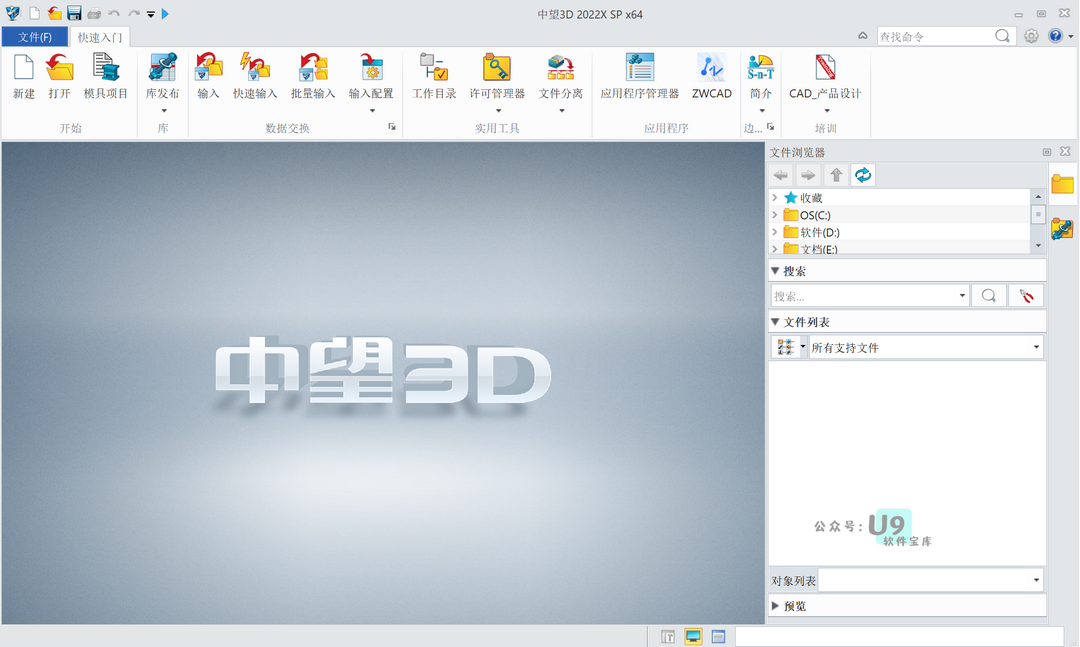 中望3D 2022X SP x64
文件(F) 快速入门 查找命令
新建 打开 模具项目 库发布 输入 快速输入 批量输入 输入配置 工作目录 许可管理器 文件分离 应用程序管理器 ZWCAD 简介 CAD_产品设计
S-n-T
开始 库 数据交换 实用工具 应用程序 边... 培训
文件浏览器
收藏
OS(C:)
软件(D:)
文档(E:)
搜索
搜索...
文件列表
所有支持文件
中望3D
公众号: U9
软件宝库
对象列表
预览